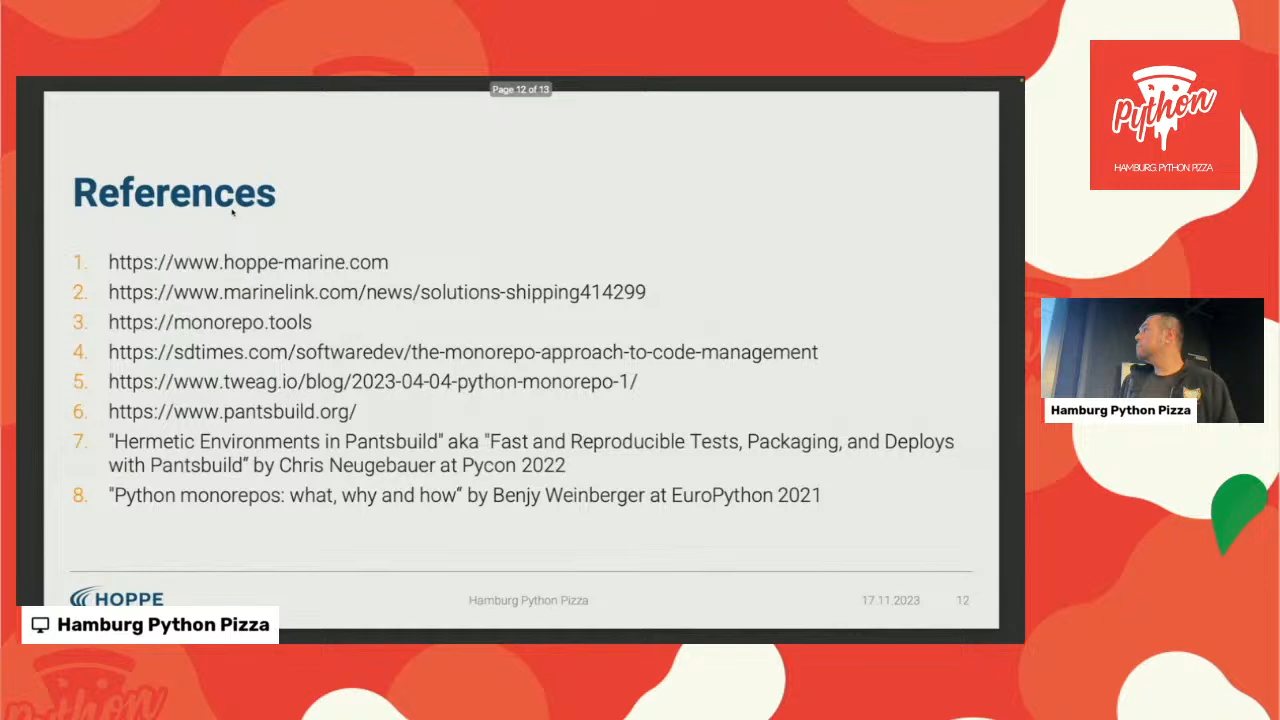 Page 12 of 13
References
1. https://www.hoppe-marine.com
2. https://www.marinelink.com/news/solutions-shipping414299
3. https://monorepo.tools
4. https://sdtimes.com/softwaredev/the-monorepo-approach-to-code-management
5. https://www.tweag.io/blog/2023-04-04-python-monorepo-1/
6. https://www.pantsbuild.org/
7. "Hermetic Environments in Pantsbuild" aka "Fast and Reproducible Tests, Packaging, and Deploys
with Pantsbuild“ by Chris Neugebauer at Pycon 2022
8. "Python monorepos: what, why and how“ by Benjy Weinberger at EuroPython 2021
HOPPE
Hamburg Python Pizza
17.11.2023
12
Hamburg Python Pizza
Python
HAMBURG PYTHON PIZZA
Hamburg Python Pizza
Python